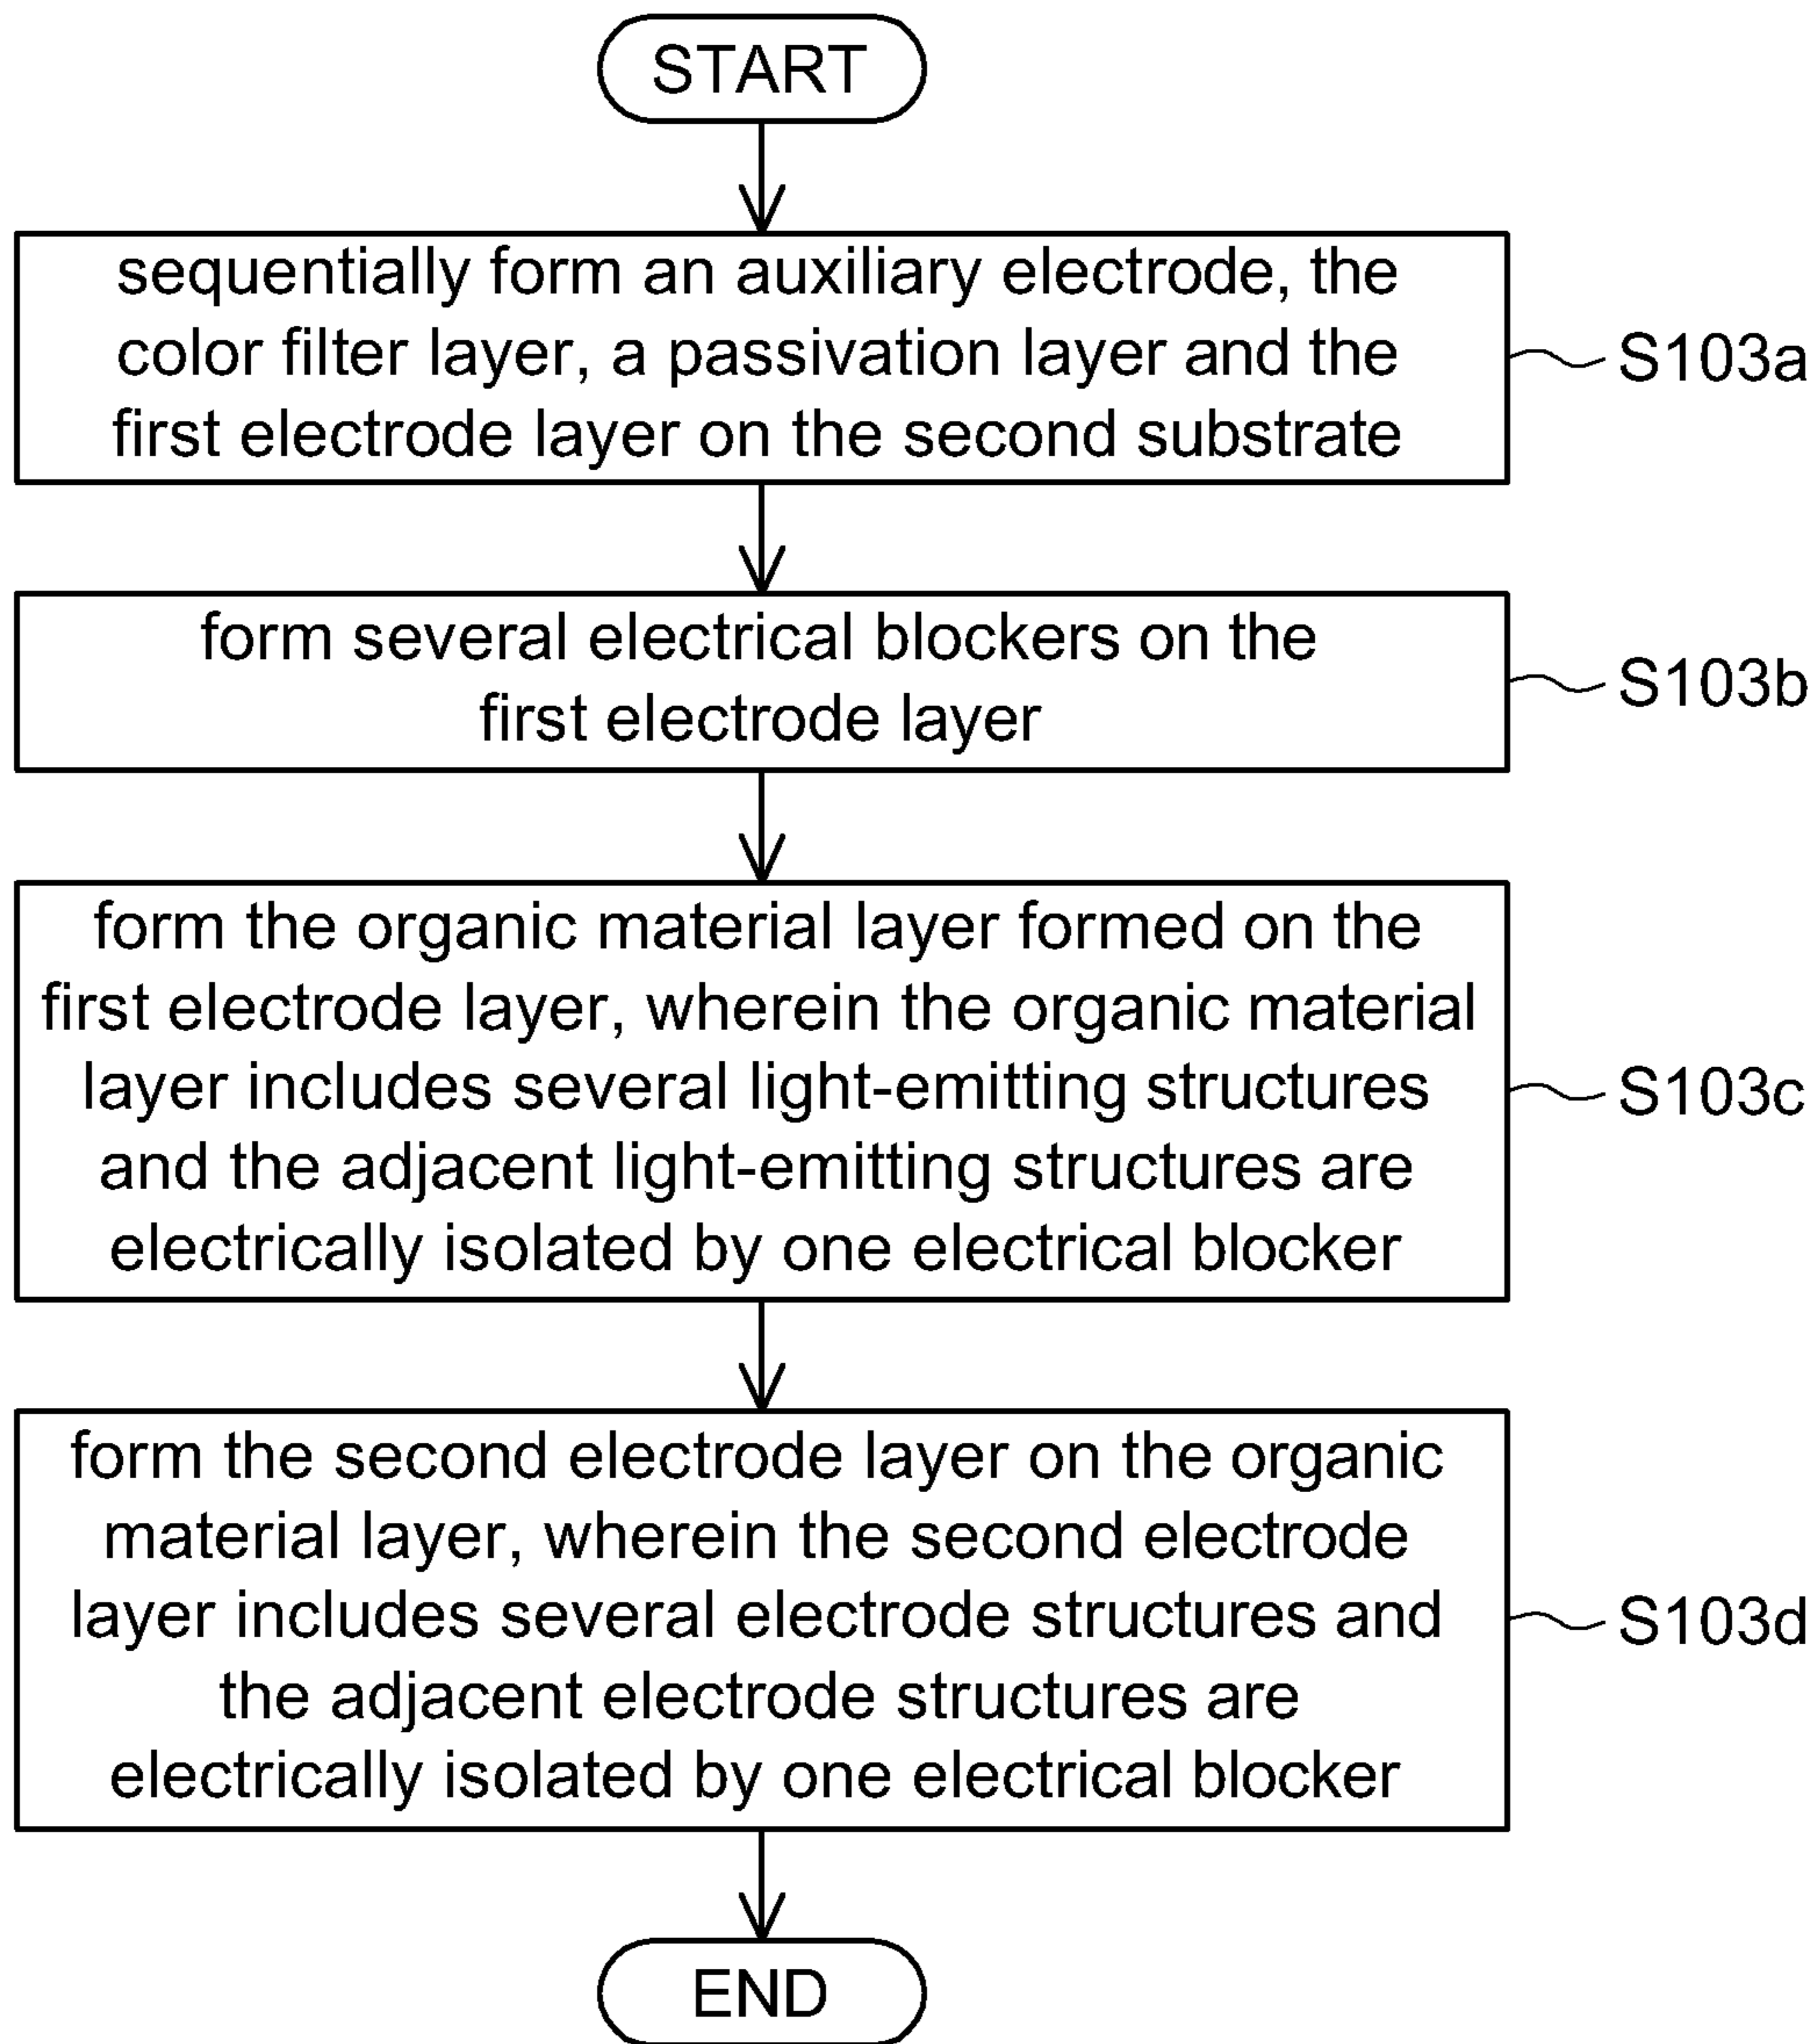 START
sequentially form an auxiliary electrode, the
color filter layer, a passivation layer and the
first electrode layer on the second substrate
S103a
form several electrical blockers on the
first electrode layer
S103b
form the organic material layer formed on the
first electrode layer, wherein the organic material
layer includes several light-emitting structures
and the adjacent light-emitting structures are
electrically isolated by one electrical blocker
S103c
form the second electrode layer on the organic
material layer, wherein the second electrode
layer includes several electrode structures and
the adjacent electrode structures are
electrically isolated by one electrical blocker
S103d
END